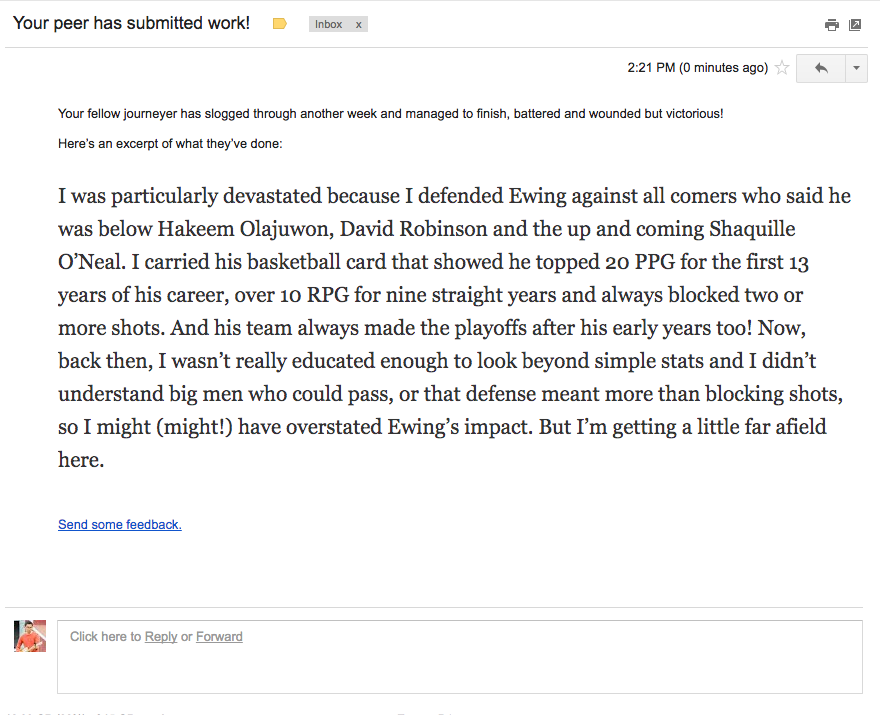 Your peer has submitted work!
Inbox x
2:21 PM (0 minutes ago)
Your fellow journeyer has slogged through another week and managed to finish, battered and wounded but victorious!
Here's an excerpt of what they've done:
I was particularly devastated because I defended Ewing against all comers who said he
was below Hakeem Olajuwon, David Robinson and the up and coming Shaquille
O’Neal. I carried his basketball card that showed he topped 20 PPG for the first 13
years of his career, over 10 RPG for nine straight years and always blocked two or
more shots. And his team always made the playoffs after his early years too! Now,
back then, I wasn’t really educated enough to look beyond simple stats and I didn’t
understand big men who could pass, or that defense meant more than blocking shots,
so I might (might!) have overstated Ewing’s impact. But I’m getting a little far afield
here.
Send some feedback.
Click here to Reply or Forward